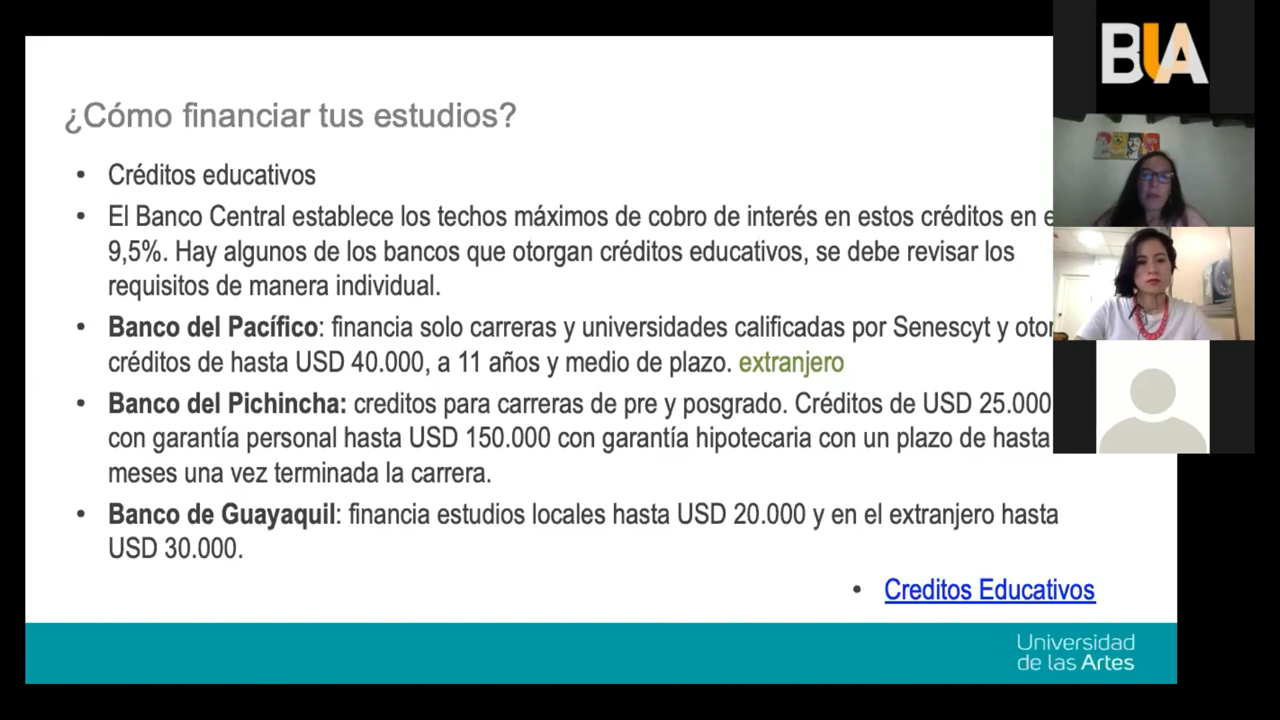 BUA
¿Cómo financiar tus estudios?
• Créditos educativos
• El Banco Central establece los techos máximos de cobro de interés en estos créditos en
9,5%. Hay algunos de los bancos que otorgan créditos educativos, se debe revisar los
requisitos de manera individual.
• Banco del Pacífico: financia solo carreras y universidades calificadas por Senescyt y
créditos de hasta USD 40.000, a 11 años y medio de plazo. extranjero
• Banco del Pichincha: creditos para carreras de pre y posgrado. Créditos de USD 25.000
con garantía personal hasta USD 150.000 con garantía hipotecaria con un plazo de hasta
meses una vez terminada la carrera.
• Banco de Guayaquil: financia estudios locales hasta USD 20.000 y en el extranjero hasta
USD 30.000.
• Creditos Educativos
Universidad
de las Artes